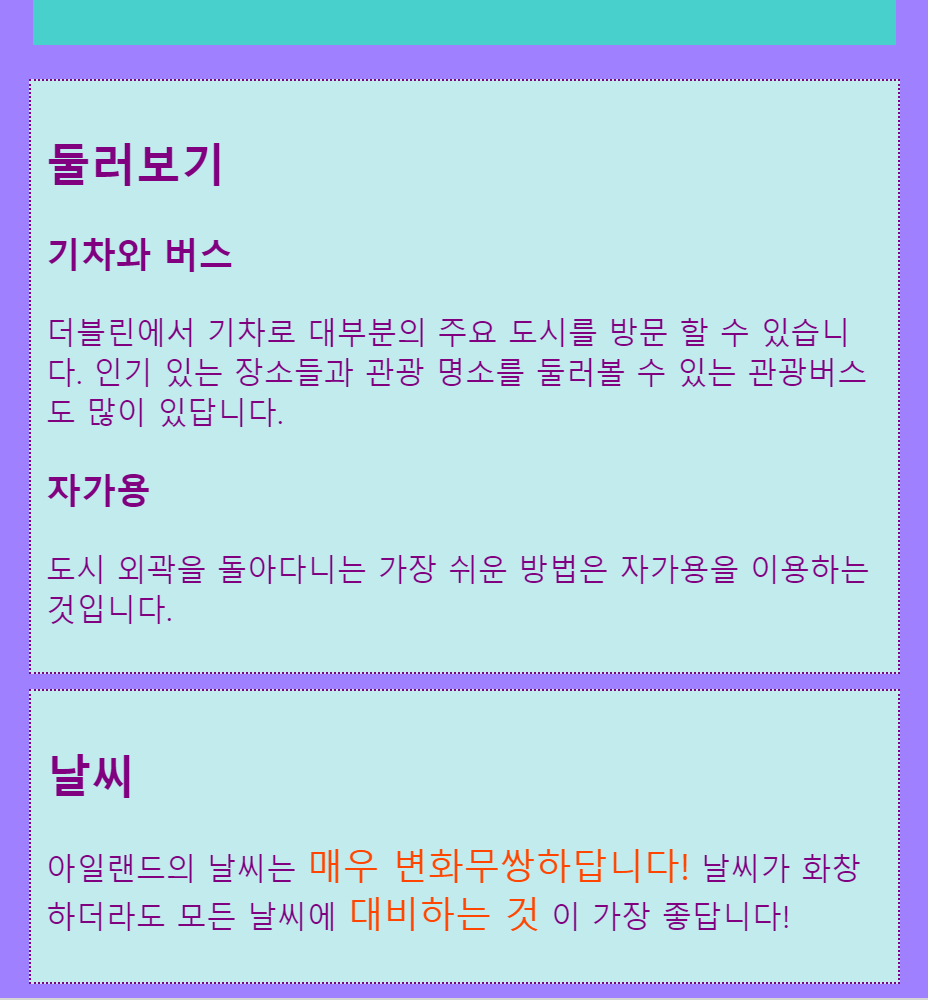 둘러보기
기차와 버스
더블린에서 기차로 대부분의 주요 도시를 방문 할 수 있습니
다. 인기 있는 장소들과 관광 명소를 둘러볼 수 있는 관광버스
도 많이 있답니다.
자가용
도시 외곽을 돌아다니는 가장 쉬운 방법은 자가용을 이용하는
것입니다.
날씨
아일랜드의 날씨는 매우 변화무쌍하답니다! 날씨가 화창
하더라도 모든 날씨에 대비하는 것 이 가장 좋답니다!